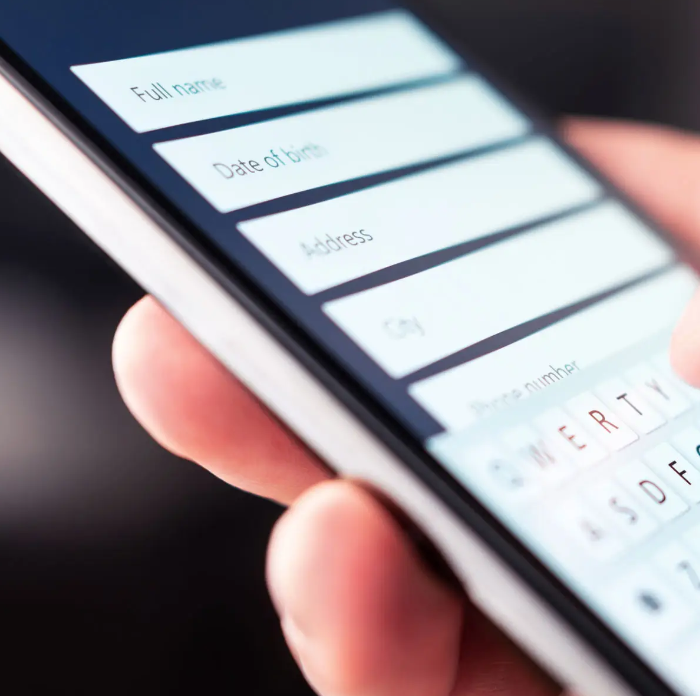 Full name
Date of birth
Address
City
Phone number
Q W E R T Y
A S D F
Z